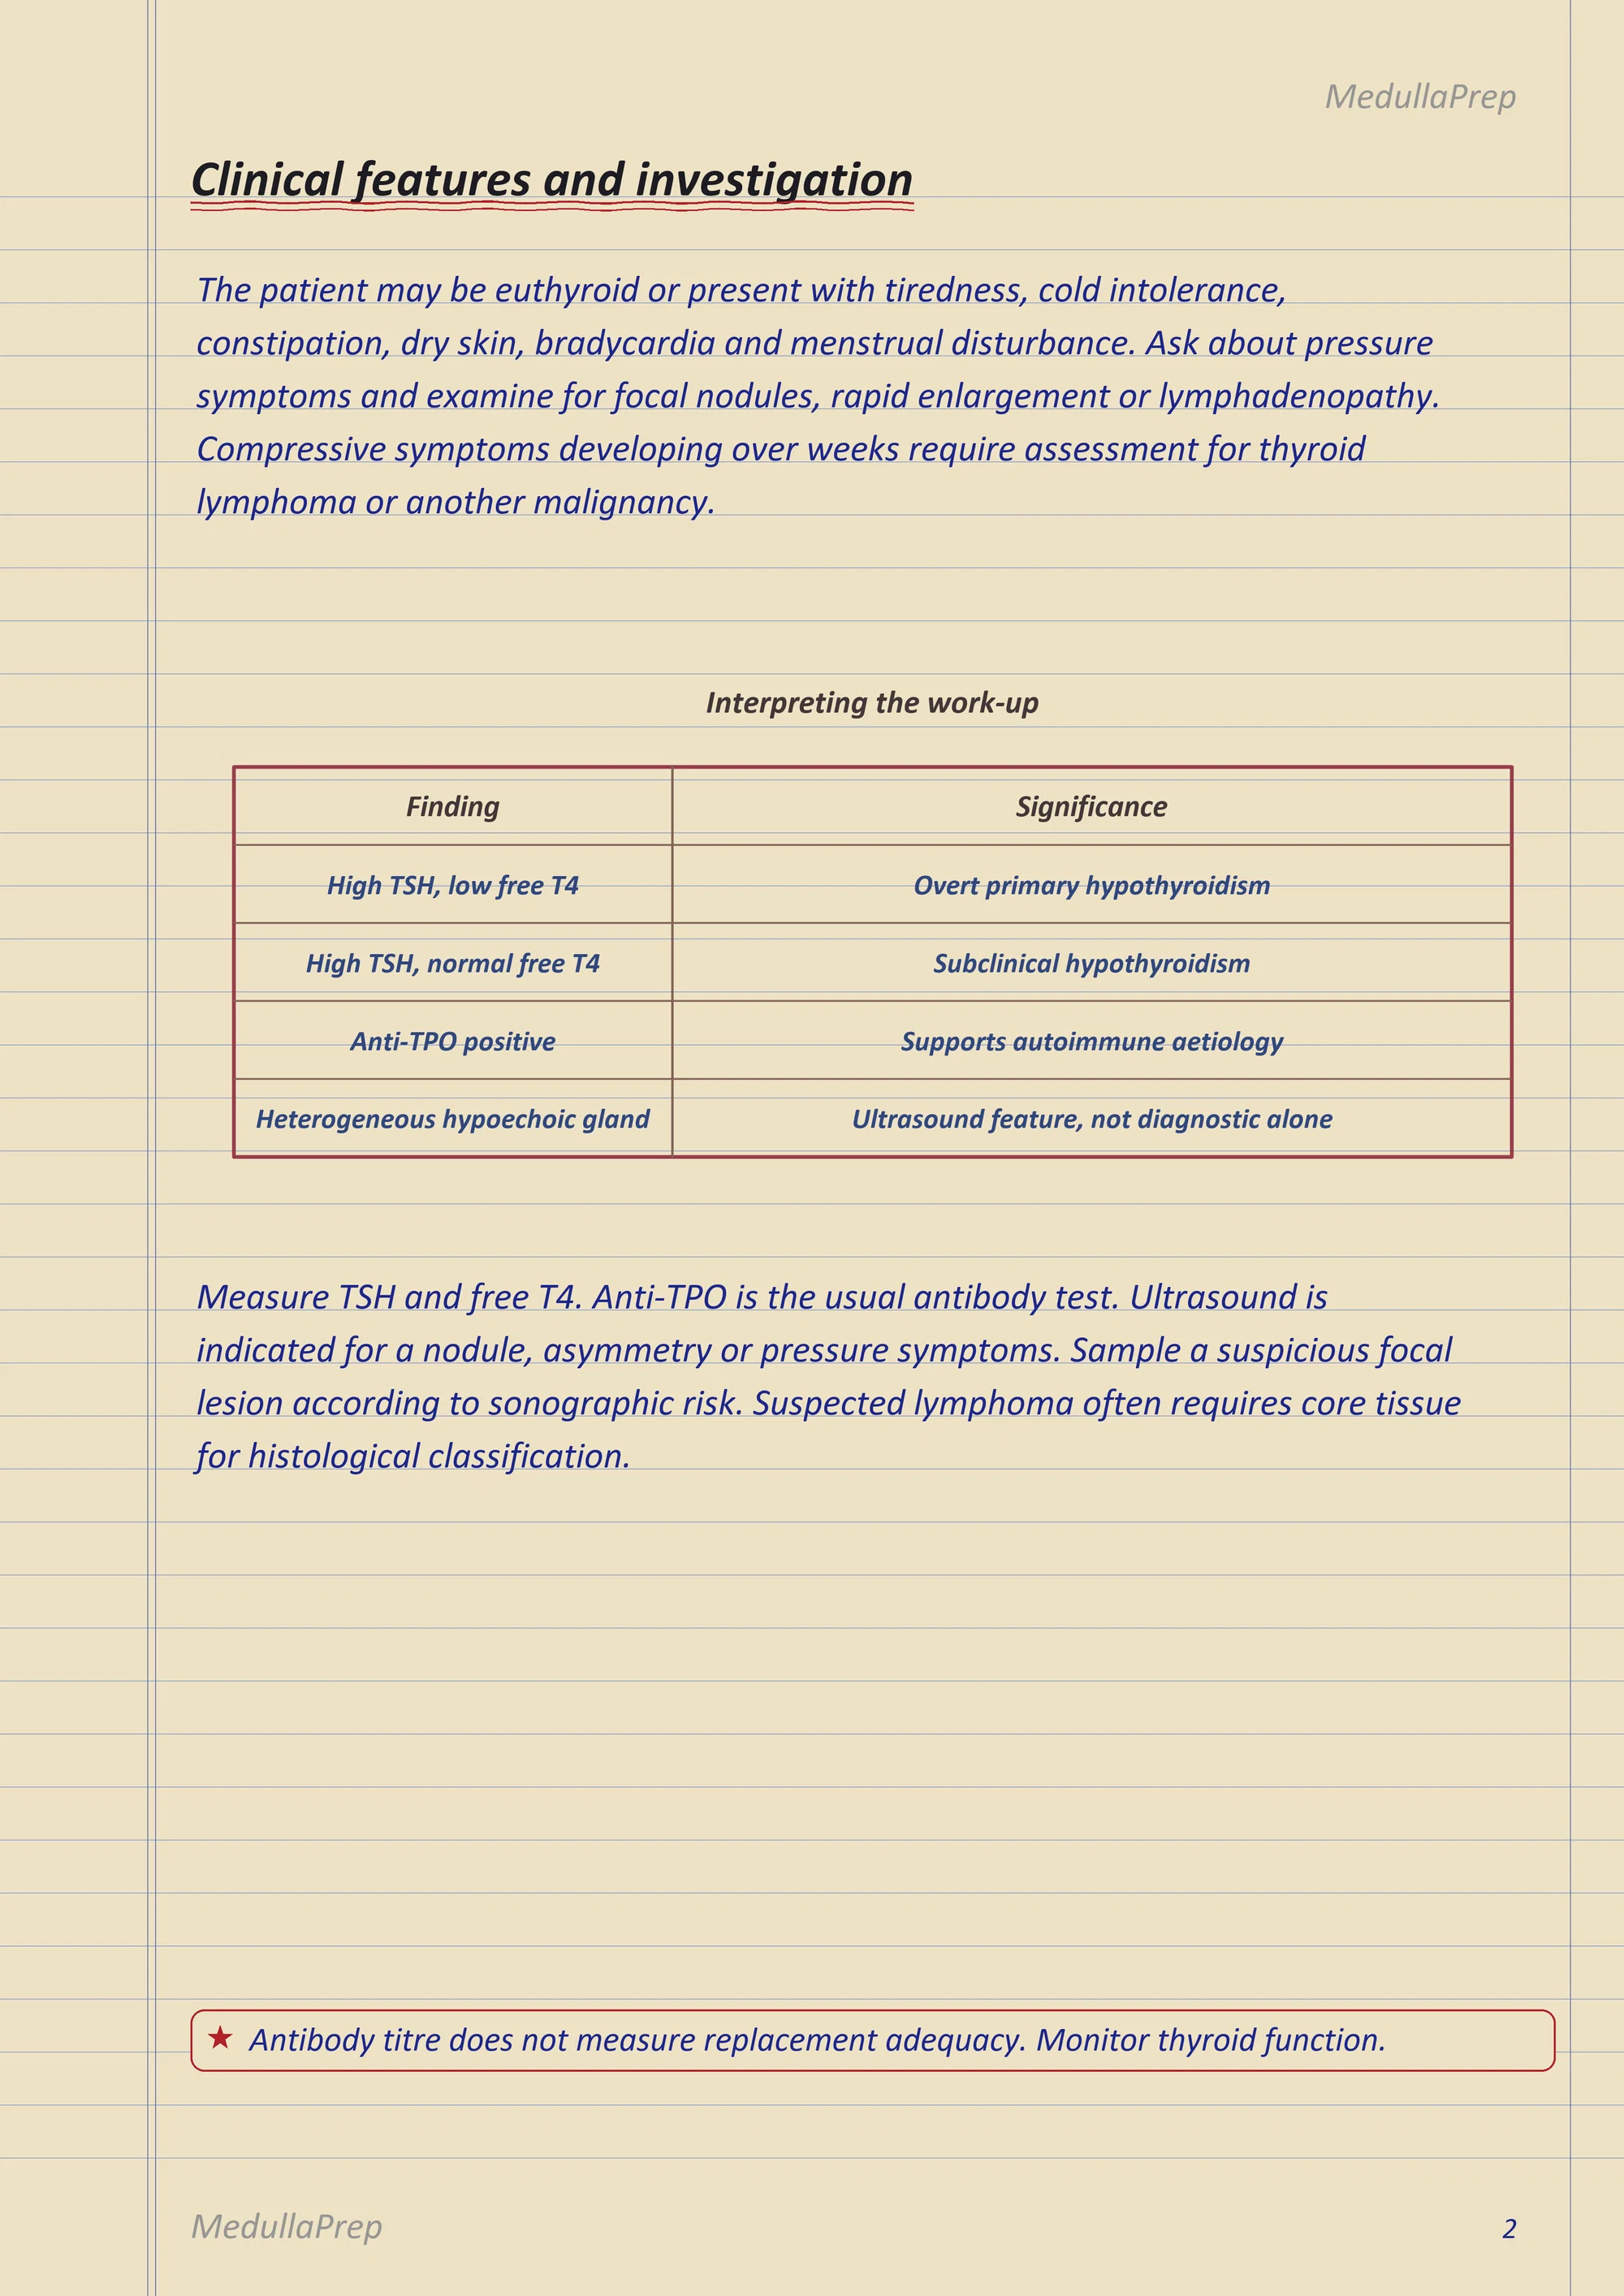 MedullaPrep
Clinical features and investigation
The patient may be euthyroid or present with tiredness, cold intolerance,
constipation, dry skin, bradycardia and menstrual disturbance. Ask about pressure
symptoms and examine for focal nodules, rapid enlargement or lymphadenopathy.
Compressive symptoms developing over weeks require assessment for thyroid
lymphoma or another malignancy.
Interpreting the work-up
Finding Significance
High TSH, low free T4 Overt primary hypothyroidism
High TSH, normal free T4 Subclinical hypothyroidism
Anti-TPO positive Supports autoimmune aetiology
Heterogeneous hypoechoic gland Ultrasound feature, not diagnostic alone
Measure TSH and free T4. Anti-TPO is the usual antibody test. Ultrasound is
indicated for a nodule, asymmetry or pressure symptoms. Sample a suspicious focal
lesion according to sonographic risk. Suspected lymphoma often requires core tissue
for histological classification.
★ Antibody titre does not measure replacement adequacy. Monitor thyroid function.
MedullaPrep 2